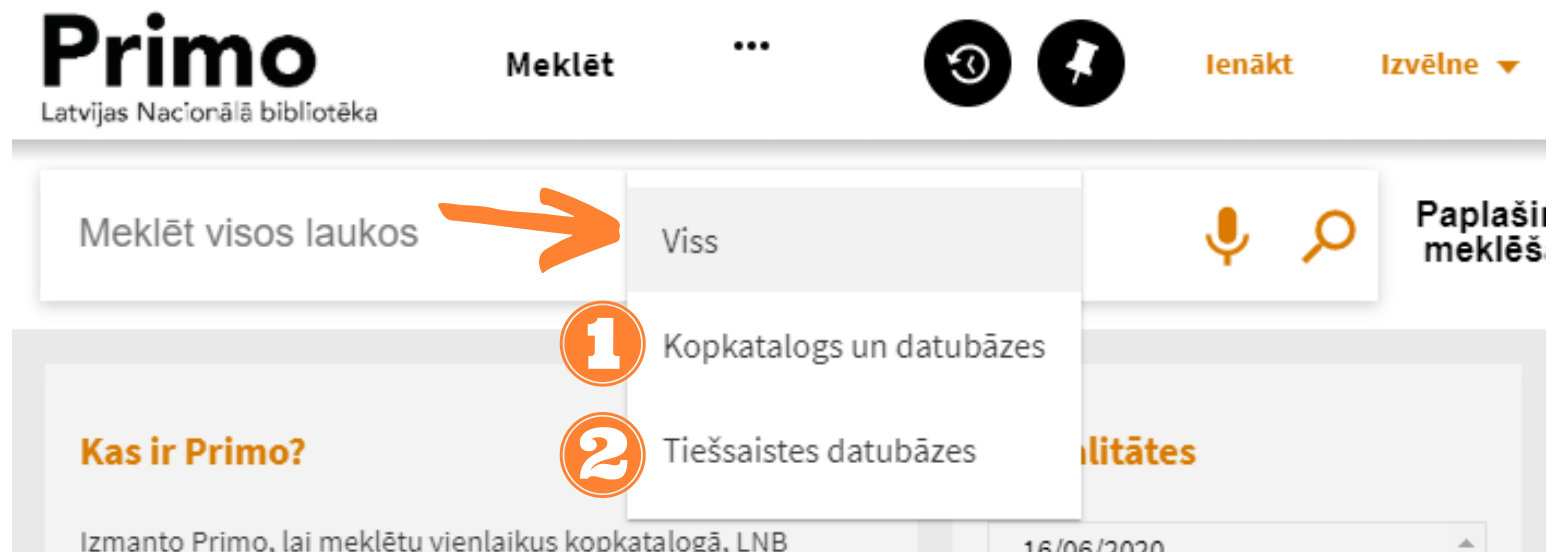 Primo
Latvijas Nacionālā bibliotēka
Meklēt
...
Ienākt
Izvēlne
Meklēt visos laukos
Viss
1
Kopkatalogs un datubāzes
2
Tiešsaistes datubāzes
Kas ir Primo?
Izmanto Primo, lai meklētu vienlaikus kopkatalogā, LNB
16/06/2020